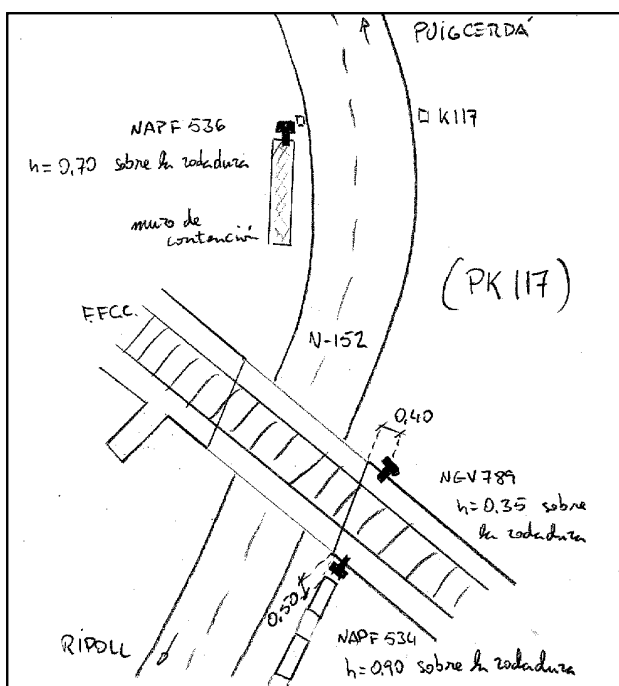 PUIGCERDÁ
NAPF 536
K117
h=0,70 sobre la rodadura
muro de
contención
(PK 117)
F.F.C.C.
N-152
0,40
NGV 789
h=0.35 sobre
la rodadura
0,50
RIPOLL
NAPF 534
h=0,90 sobre la rodadura